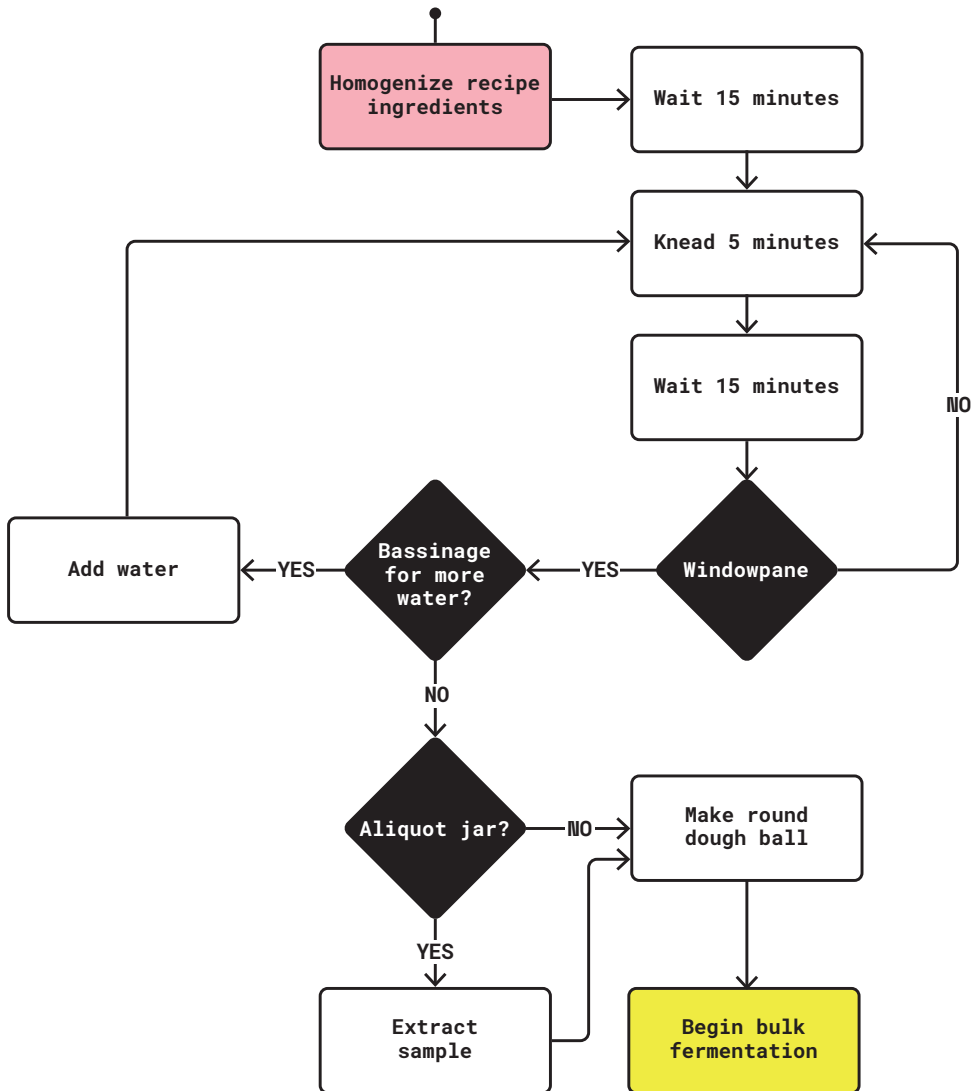 Homogenize recipe
ingredients
Wait 15 minutes
Knead 5 minutes
Wait 15 minutes
NO
Windowpane
YES
Bassinage
for more
water?
YES
Add water
NO
Aliquot jar?
NO
Make round
dough ball
YES
Extract
sample
Begin bulk
fermentation